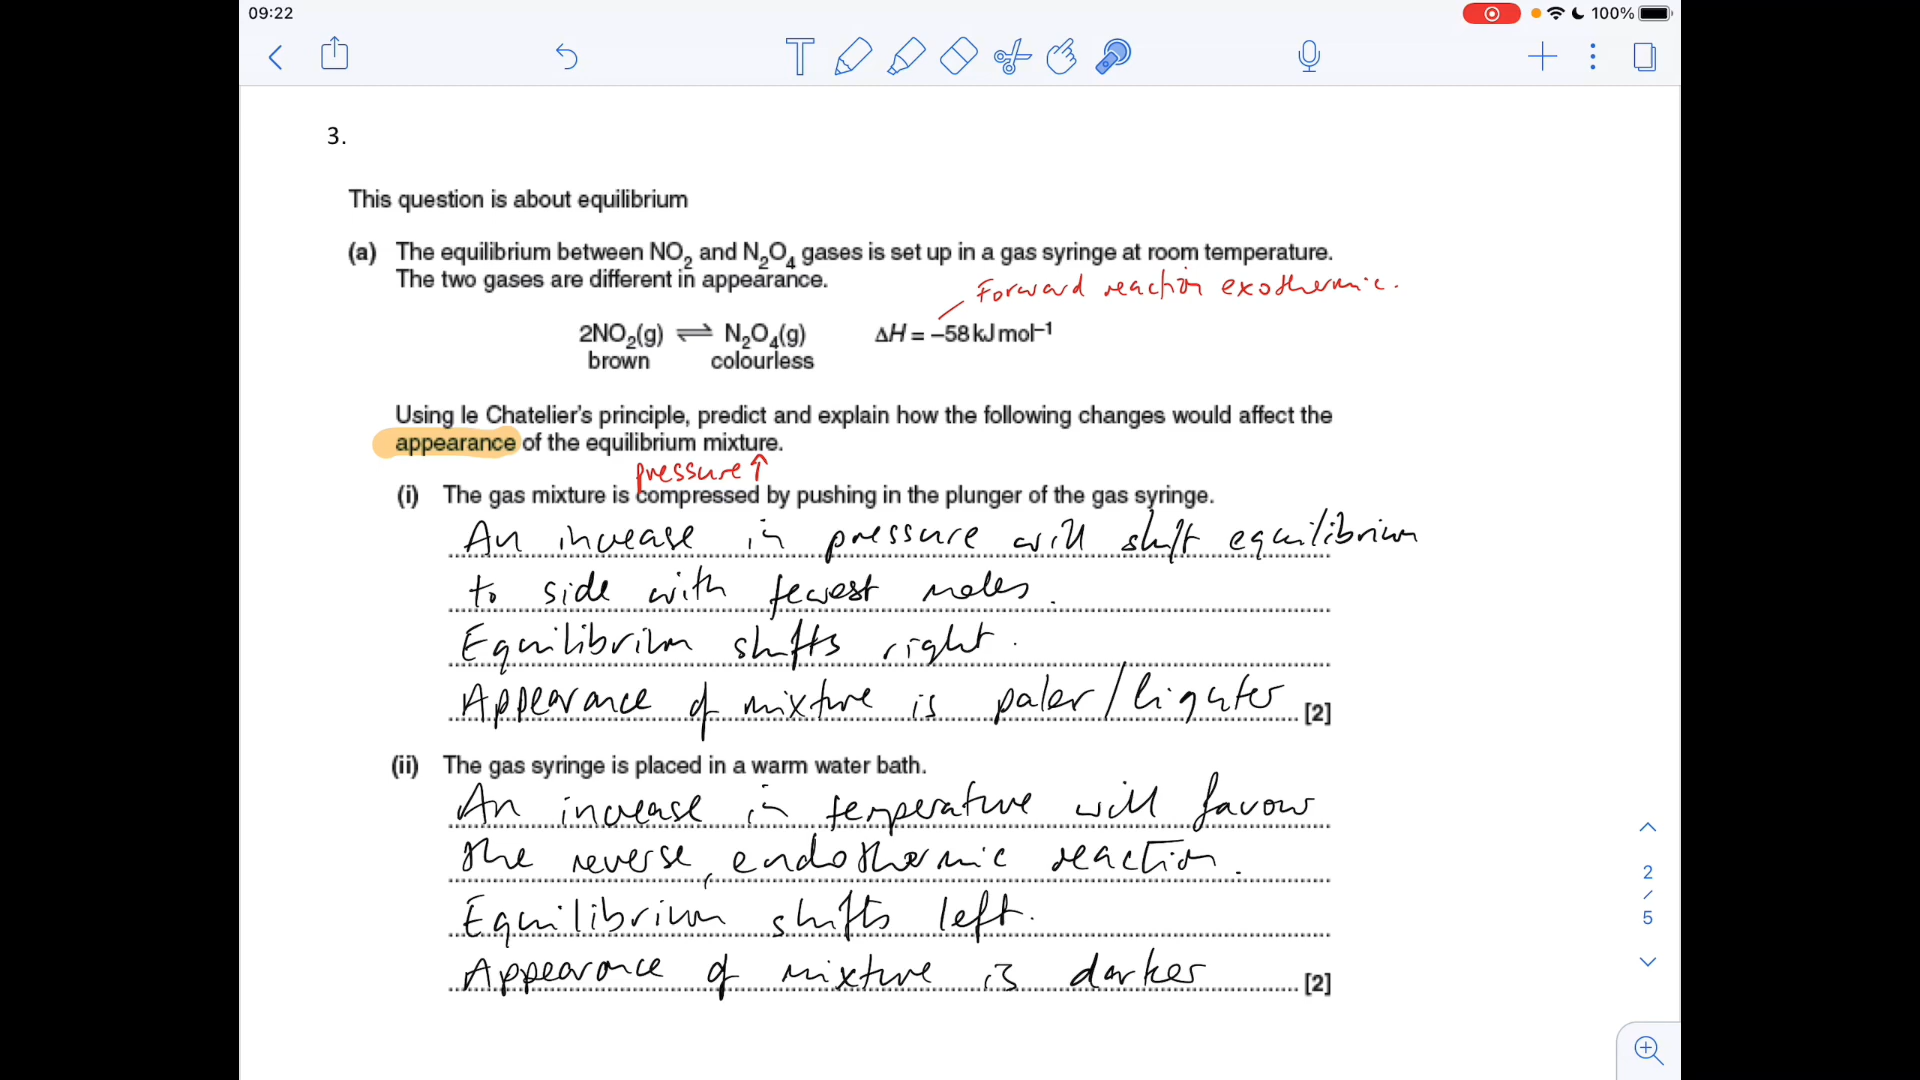 09:22
100%
3.
This question is about equilibrium
(a) The equilibrium between NO₂ and N₂O₄ gases is set up in a gas syringe at room temperature.
The two gases are different in appearance.
Forward reaction exothermic.
2NO₂(g) ⇌ N₂O₄(g) ΔH = −58 kJ mol⁻¹
brown colourless
Using le Chatelier's principle, predict and explain how the following changes would affect the
appearance of the equilibrium mixture.
pressure ↑
(i) The gas mixture is compressed by pushing in the plunger of the gas syringe.
An increase in pressure will shift equilibrium
to side with fewest moles.
Equilibrium shifts right.
Appearance of mixture is paler/lighter [2]
(ii) The gas syringe is placed in a warm water bath.
An increase in temperature will favour
the reverse, endothermic reaction.
Equilibrium shifts left.
Appearance of mixture is darker [2]
2
/
5